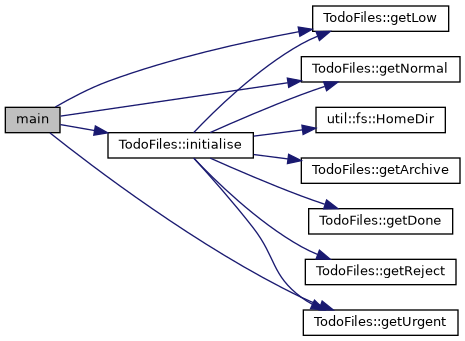 main
TodoFiles::initialise
TodoFiles::getLow
TodoFiles::getNormal
util::fs::HomeDir
TodoFiles::getArchive
TodoFiles::getDone
TodoFiles::getReject
TodoFiles::getUrgent